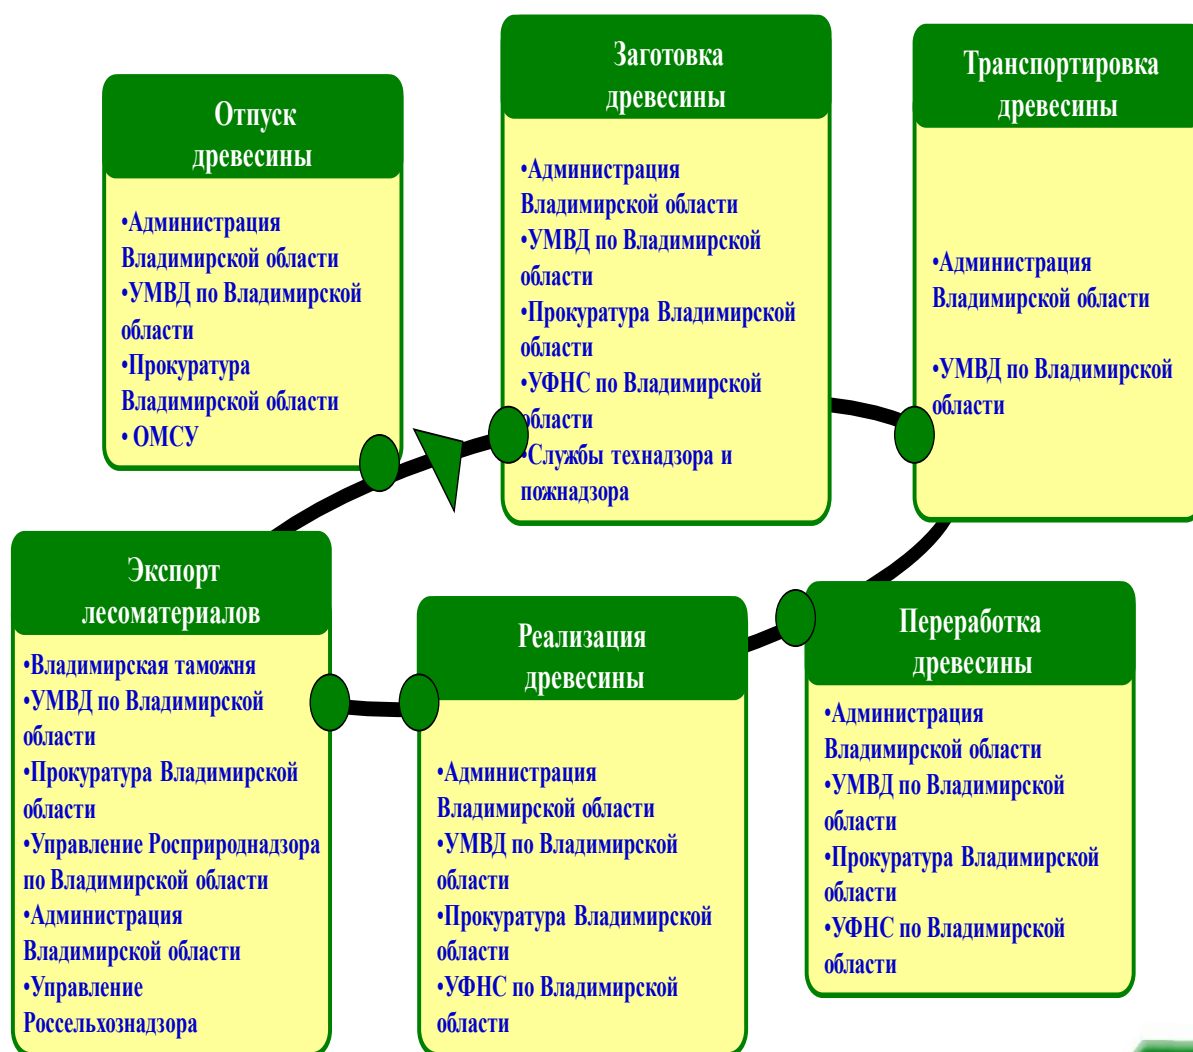 Отпуск
древесины
•Администрация
Владимирской области
•УМВД по Владимирской
области
•Прокуратура
Владимирской области
• ОМСУ
Заготовка
древесины
•Администрация
Владимирской области
•УМВД по Владимирской
области
•Прокуратура Владимирской
области
•УФНС по Владимирской
области
•Службы технадзора и
пожнадзора
Транспортировка
древесины
•Администрация
Владимирской области
•УМВД по Владимирской
области
Экспорт
лесоматериалов
•Владимирская таможня
•УМВД по Владимирской
области
•Прокуратура Владимирской
области
•Управление Росприроднадзора
по Владимирской области
•Администрация
Владимирской области
•Управление
Россельхознадзора
Реализация
древесины
•Администрация
Владимирской области
•УМВД по Владимирской
области
•Прокуратура Владимирской
области
•УФНС по Владимирской
области
Переработка
древесины
•Администрация
Владимирской области
•УМВД по Владимирской
области
•Прокуратура Владимирской
области
•УФНС по Владимирской
области